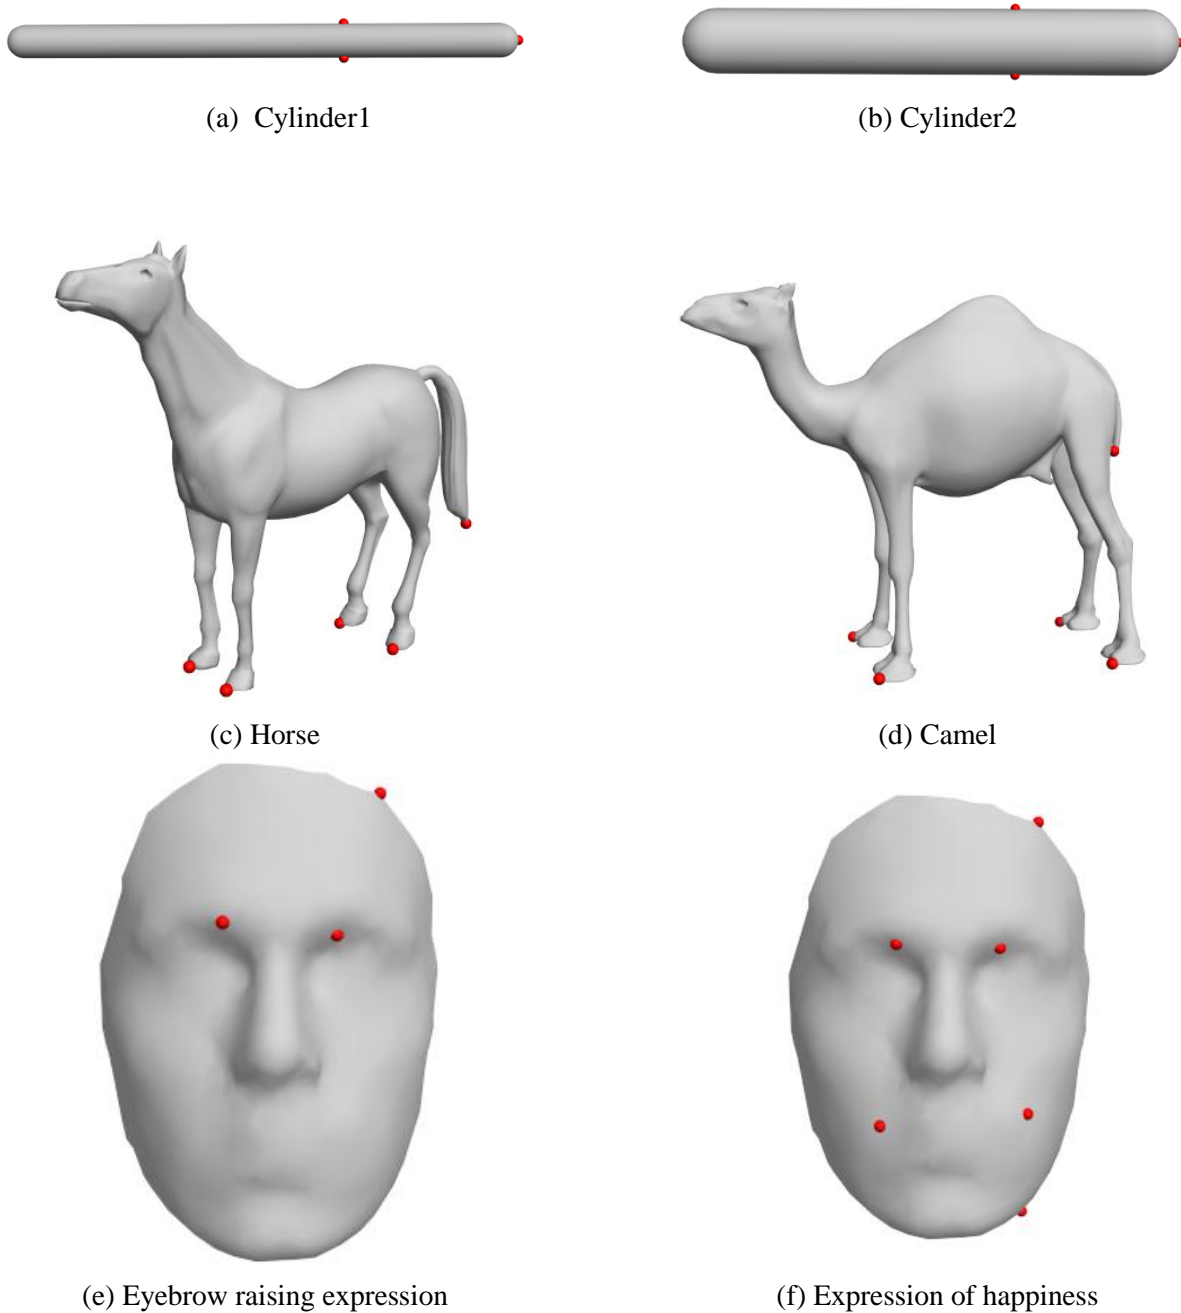 (a) Cylinder1
(b) Cylinder2
(c) Horse
(d) Camel
(e) Eyebrow raising expression
(f) Expression of happiness